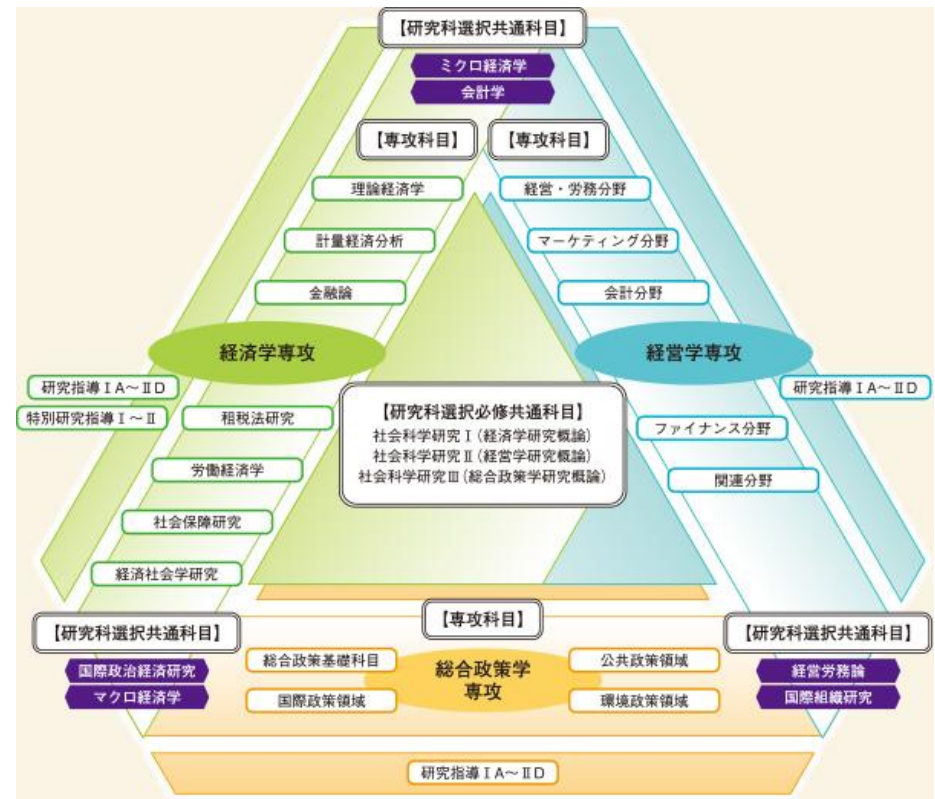 【研究科選択共通科目】
ミクロ経済学
会計学
【専攻科目】
【専攻科目】
理論経済学
経営・労務分野
計量経済分析
マーケティング分野
金融論
会計分野
経済学専攻
経営学専攻
研究指導ⅠA～ⅡD
特別研究指導Ⅰ～Ⅱ
研究指導ⅠA～ⅡD
租税法研究
ファイナンス分野
【研究科選択必修共通科目】
社会科学研究Ⅰ(経済学研究概論)
社会科学研究Ⅱ(経営学研究概論)
社会科学研究Ⅲ(総合政策学研究概論)
労働経済学
関連分野
社会保障研究
経済社会学研究
【研究科選択共通科目】
国際政治経済研究
マクロ経済学
【専攻科目】
総合政策基礎科目
国際政策領域
総合政策学
専攻
公共政策領域
環境政策領域
【研究科選択共通科目】
経営労務論
国際組織研究
研究指導ⅠA～ⅡD